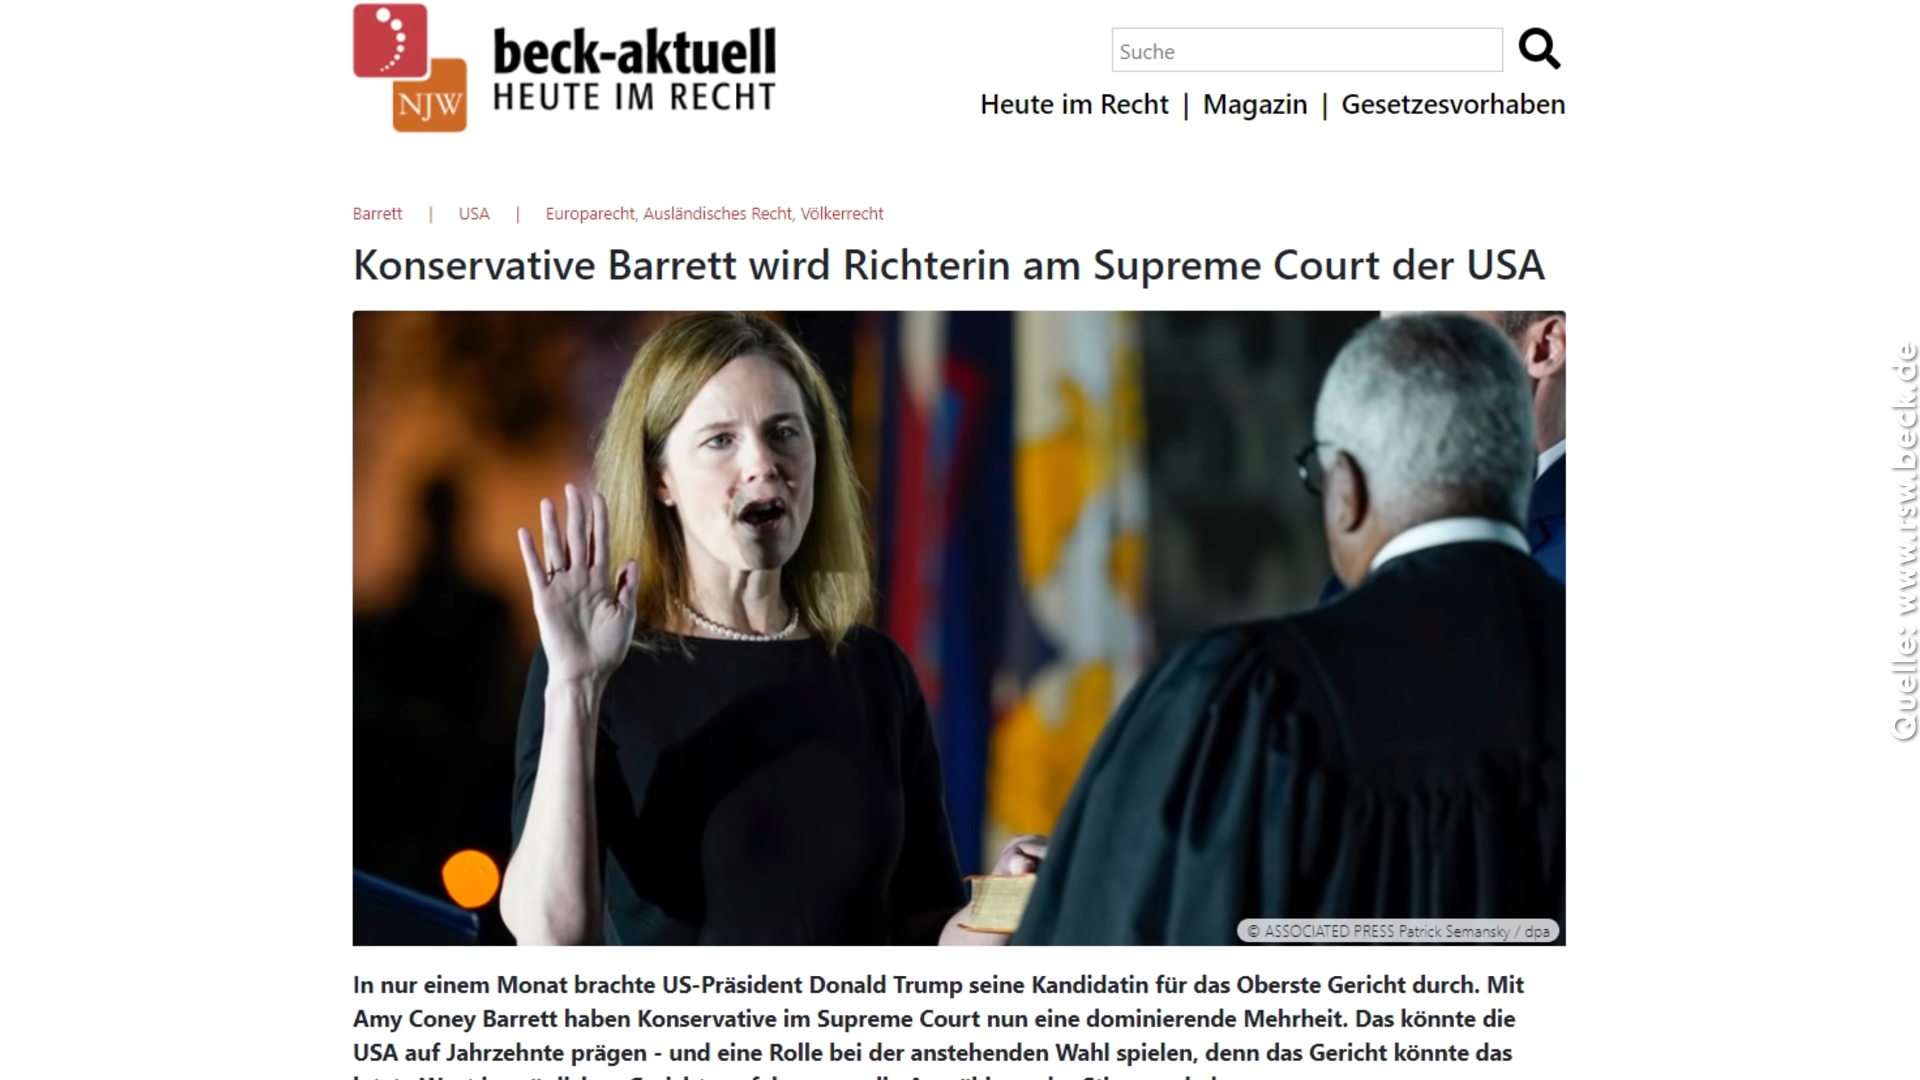 beck-aktuell
HEUTE IM RECHT
NJW
Suche
Heute im Recht | Magazin | Gesetzesvorhaben
Barrett | USA | Europarecht, Ausländisches Recht, Völkerrecht
Konservative Barrett wird Richterin am Supreme Court der USA
© ASSOCIATED PRESS Patrick Semansky / dpa
In nur einem Monat brachte US-Präsident Donald Trump seine Kandidatin für das Oberste Gericht durch. Mit
Amy Coney Barrett haben Konservative im Supreme Court nun eine dominierende Mehrheit. Das könnte die
USA auf Jahrzehnte prägen - und eine Rolle bei der anstehenden Wahl spielen, denn das Gericht könnte das
Quelle: www.rsw.beck.de